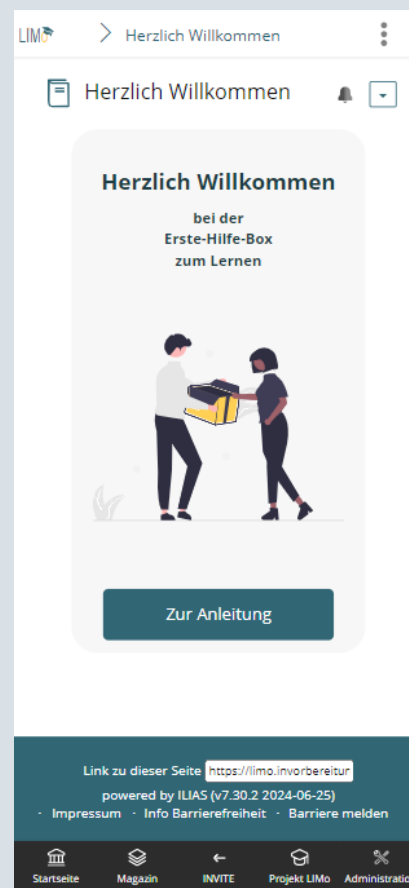 LIMo
Herzlich Willkommen
Herzlich Willkommen
Herzlich Willkommen
bei der
Erste-Hilfe-Box
zum Lernen
Zur Anleitung
Link zu dieser Seite https://limo.invorbereitur
powered by ILIAS (v7.30.2 2024-06-25)
· Impressum · Info Barrierefreiheit · Barriere melden
Startseite Magazin INVITE Projekt LIMo Administratio